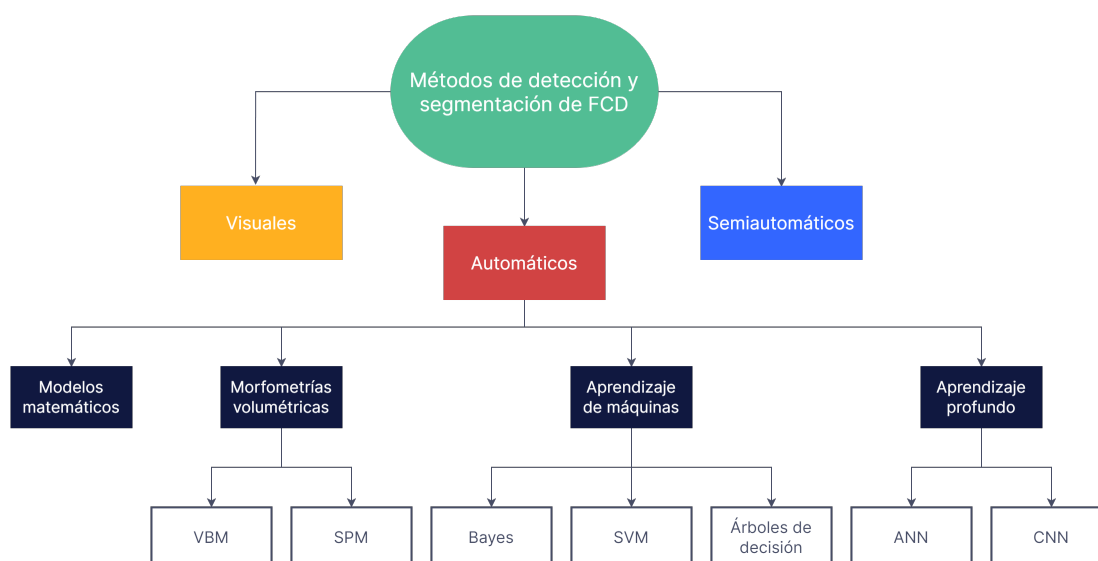 Métodos de detección y
segmentación de FCD
Visuales
Semiautomáticos
Automáticos
Modelos
matemáticos
Morfometrías
volumétricas
Aprendizaje
de máquinas
Aprendizaje
profundo
VBM
SPM
Bayes
SVM
Árboles de
decisión
ANN
CNN